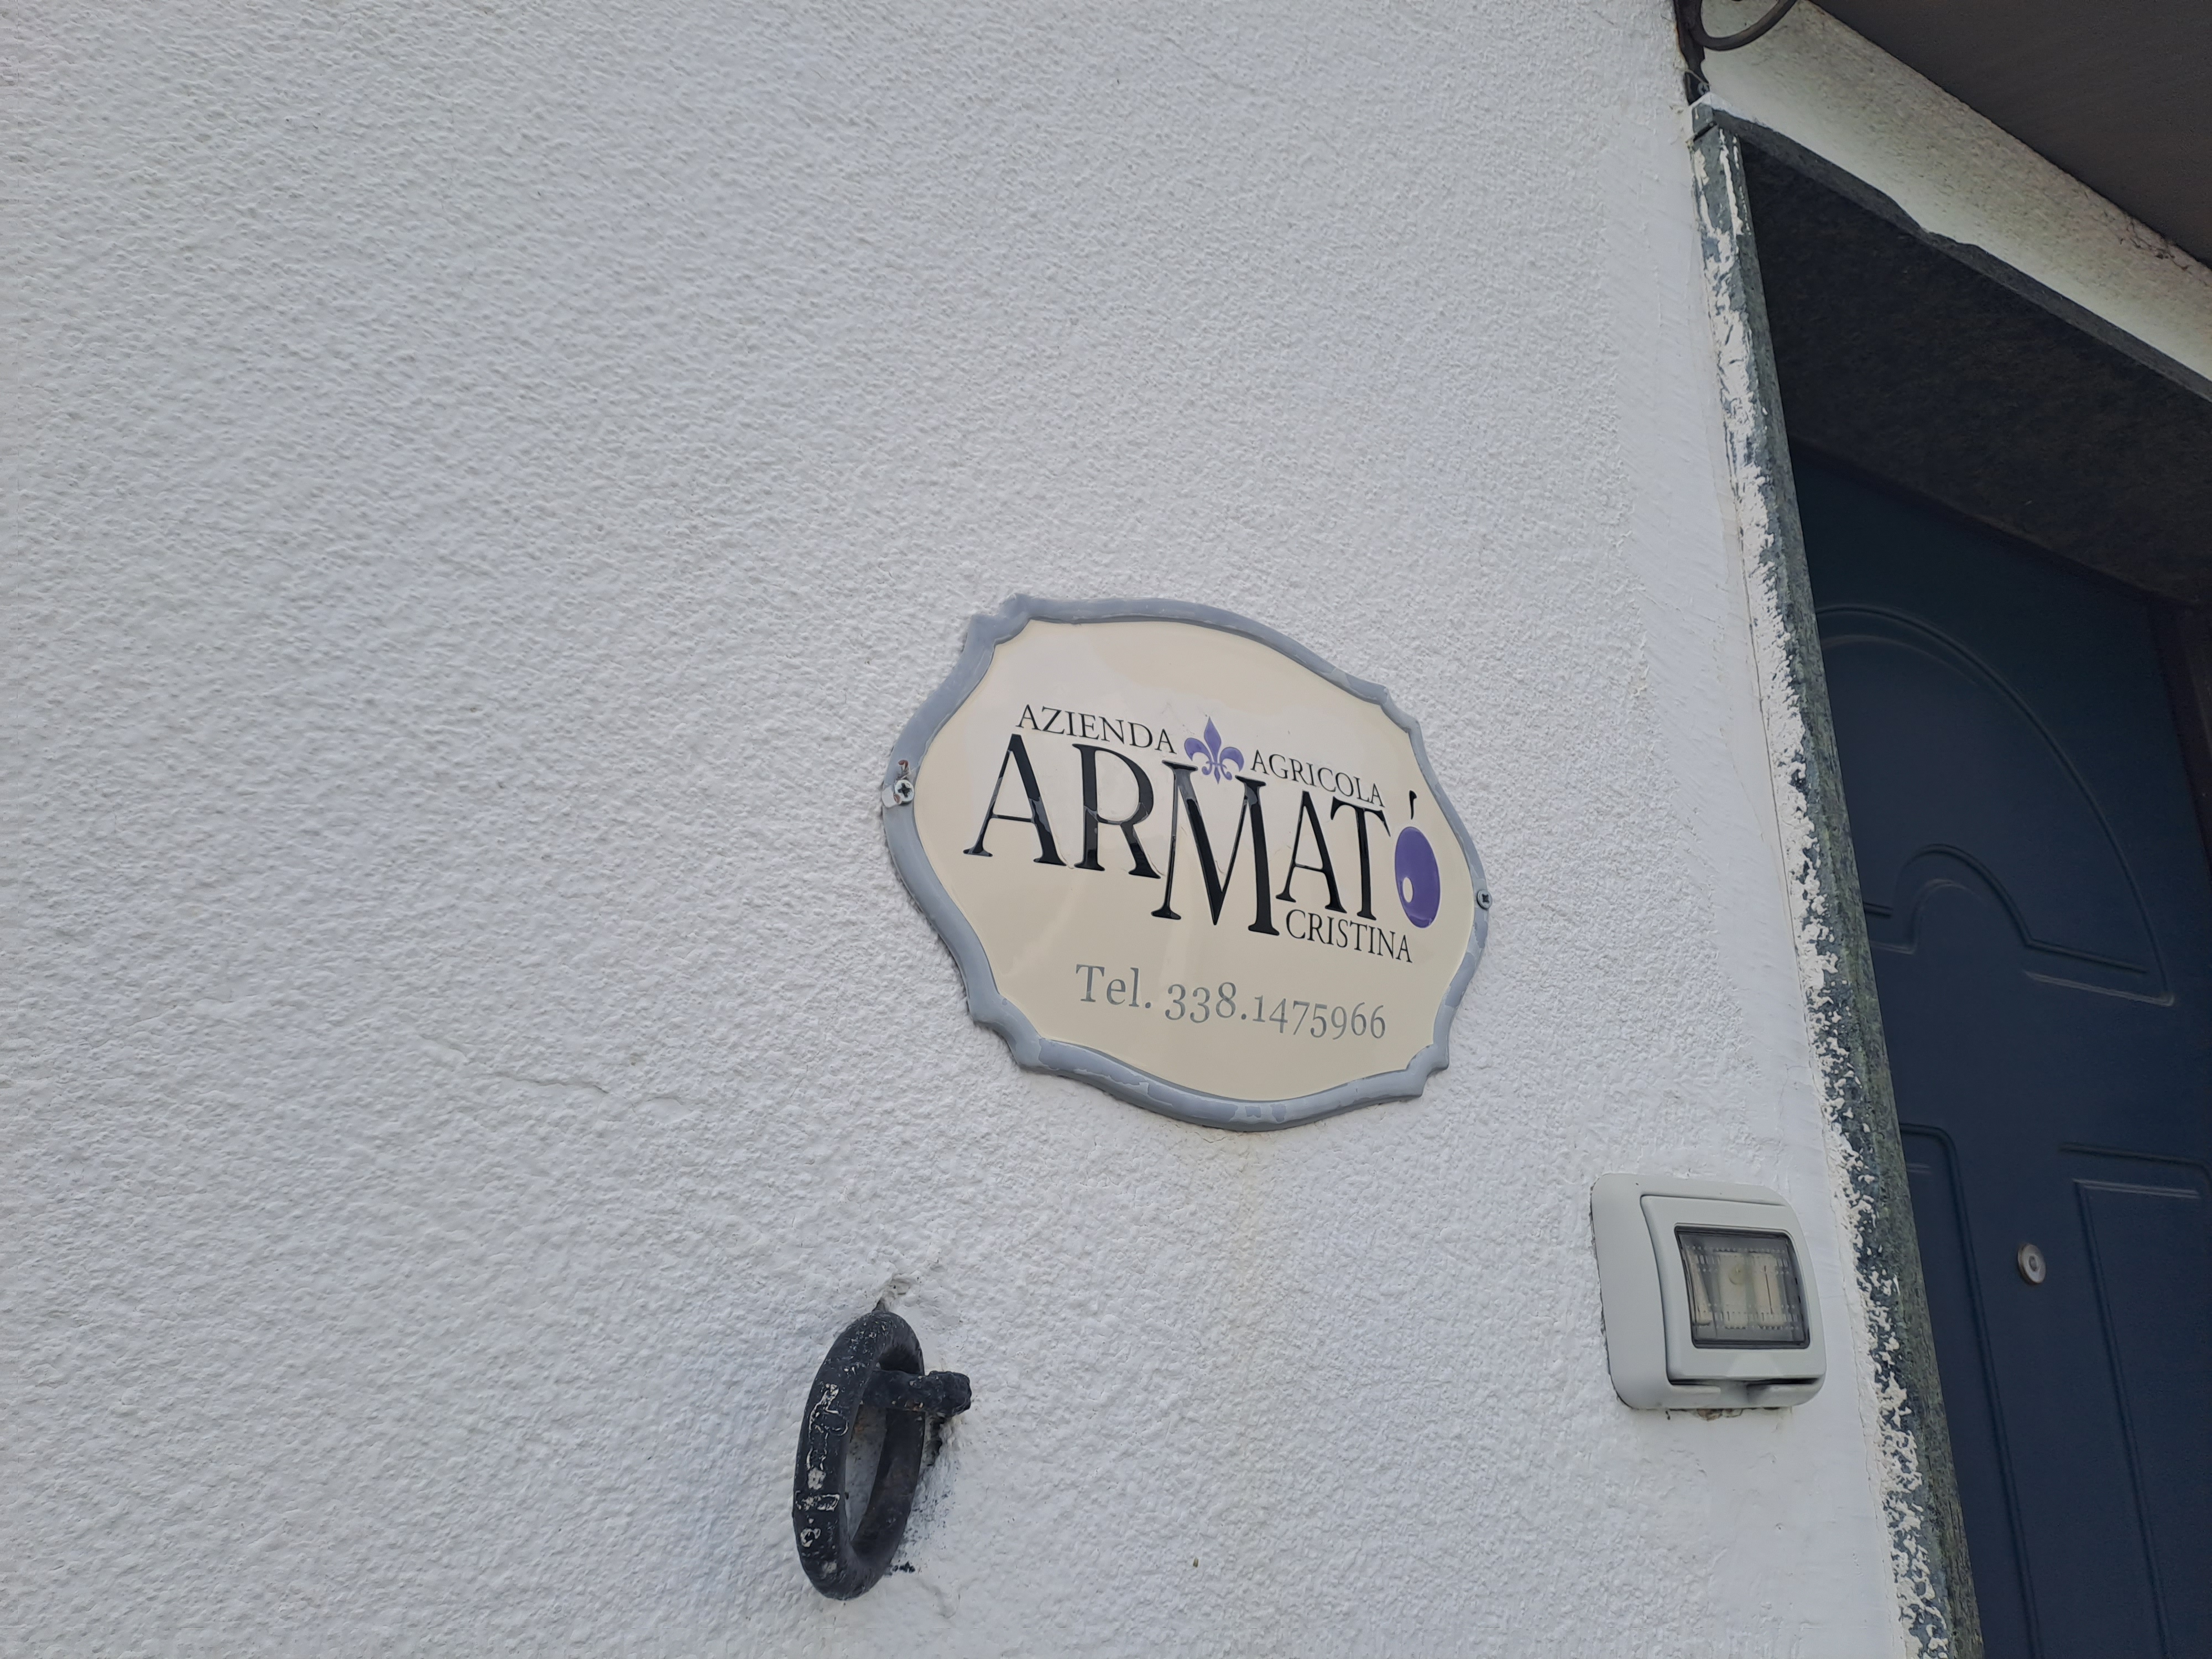 AZIENDA AGRICOLA
ARMATÓ
CRISTINA
Tel. 338.1475966